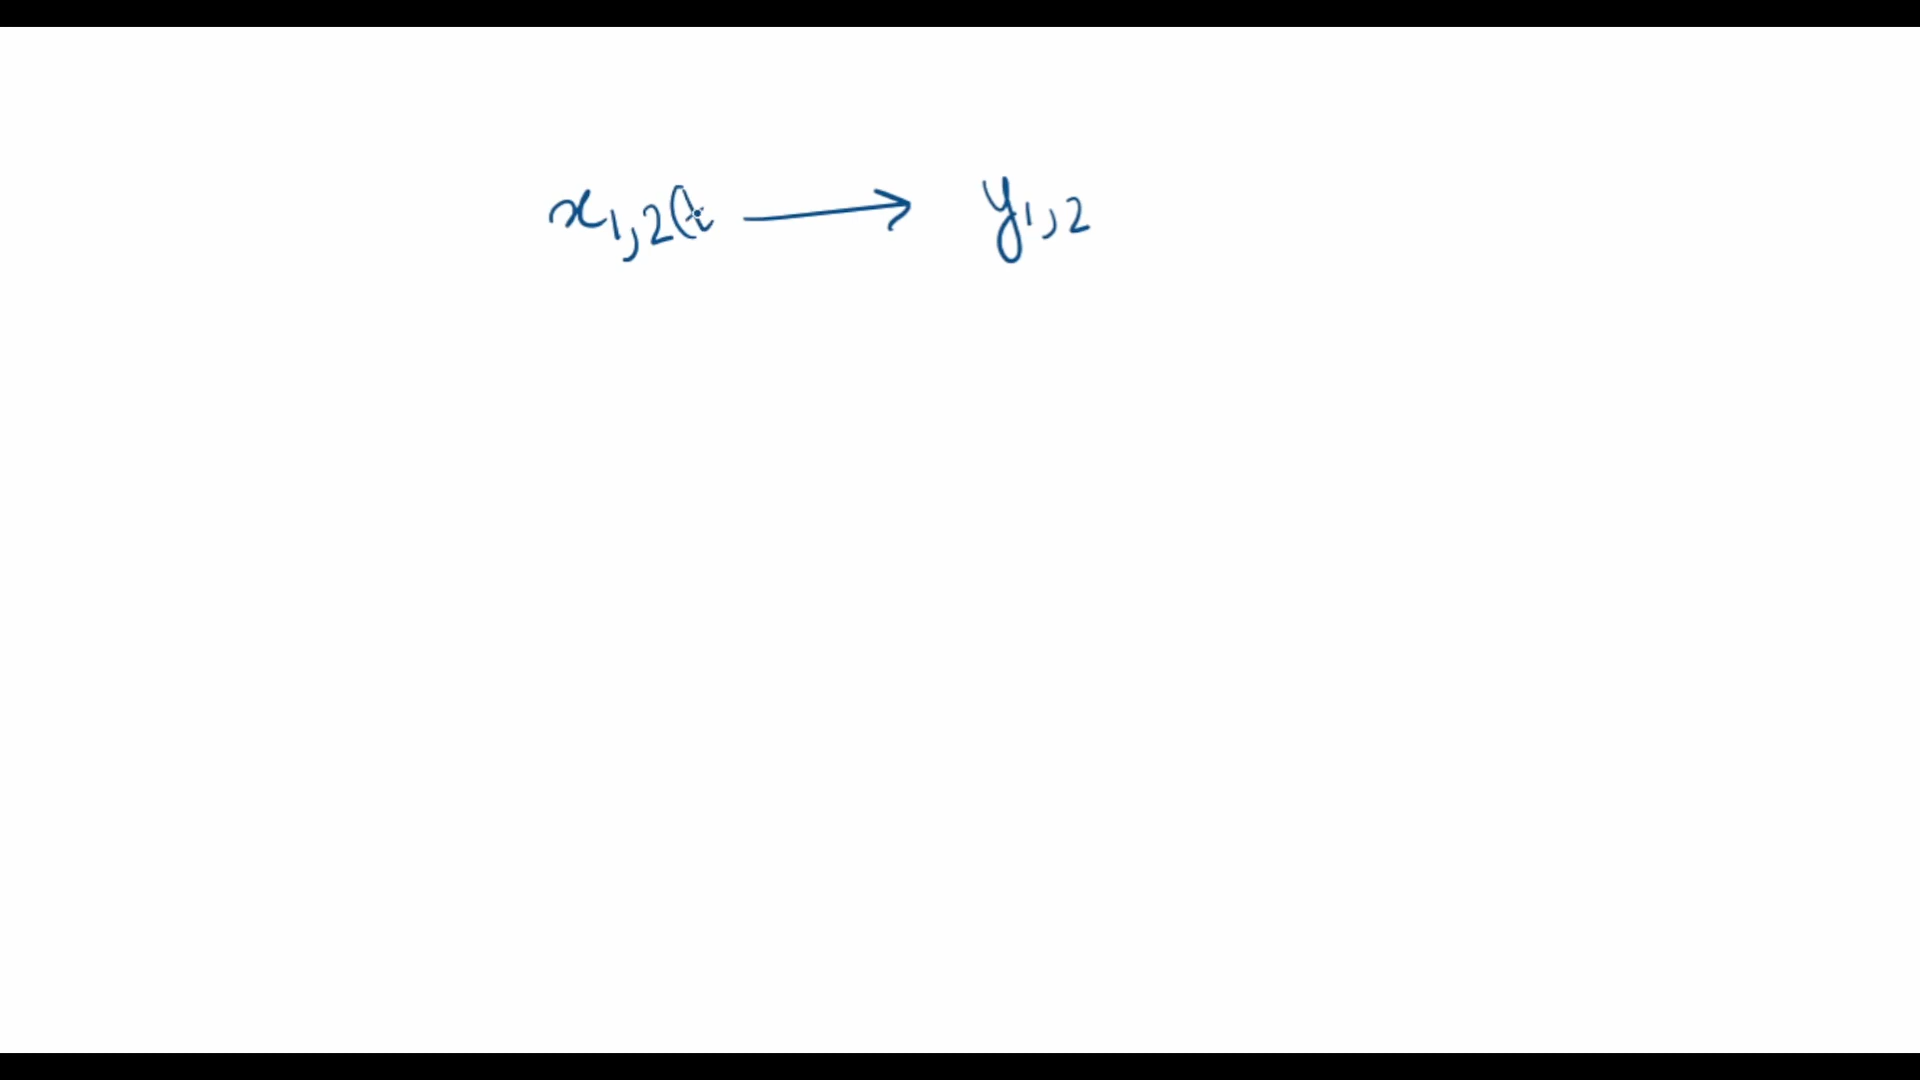 x₁,₂(t ⟶ y₁,₂